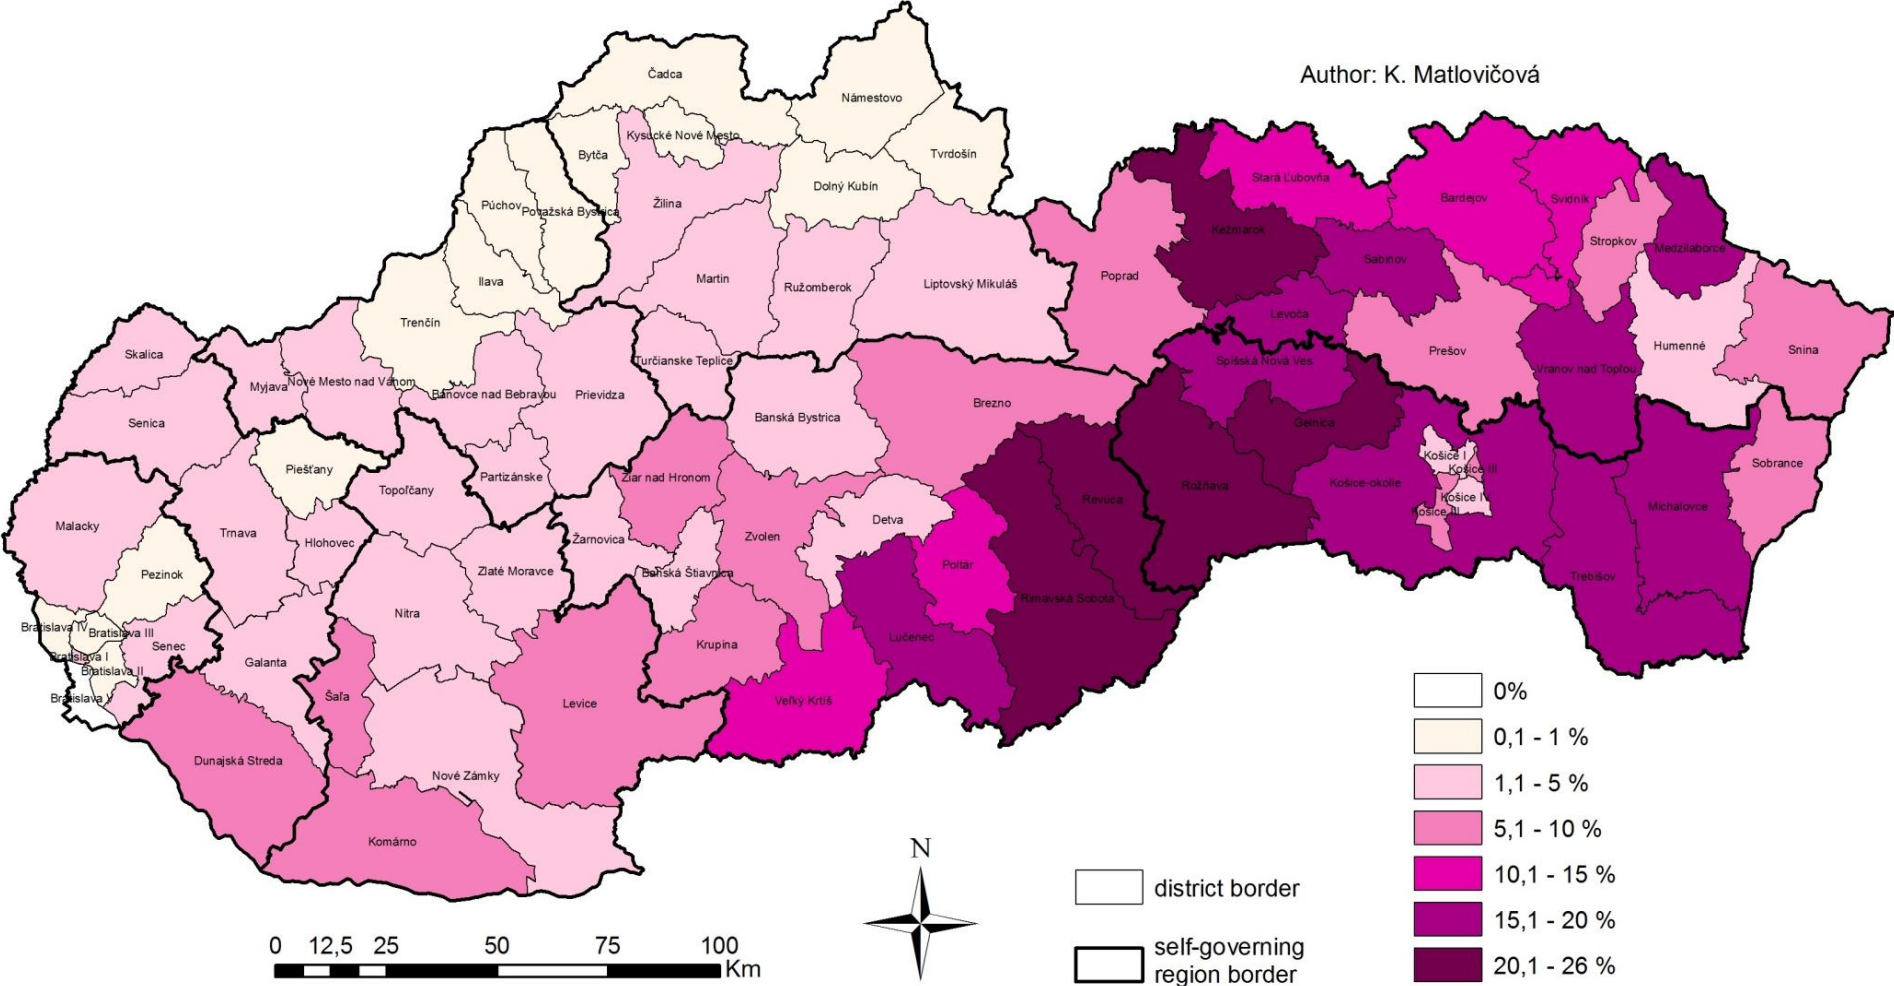 Author: K. Matlovičová
Čadca
Námestovo
Kysucké Nové Mesto
Bytča
Tvrdošín
Dolný Kubín
Stará Ľubovňa
Bardejov
Svidník
Púchov
Považská Bystrica
Žilina
Kežmarok
Stropkov
Medzilaborce
Sabinov
Ilava
Martin
Ružomberok
Liptovský Mikuláš
Poprad
Levoča
Trenčín
Humenné
Snina
Prešov
Skalica
Turčianske Teplice
Spišská Nová Ves
Vranov nad Topľou
Myjava
Nové Mesto nad Váhom
Bánovce nad Bebravou
Prievidza
Brezno
Senica
Banská Bystrica
Gelnica
Piešťany
Partizánske
Žiar nad Hronom
Košice I
Košice III
Sobrance
Topoľčany
Rožňava
Košice-okolie
Revúca
Košice IV
Košice II
Michalovce
Malacky
Trnava
Hlohovec
Žarnovica
Zvolen
Detva
Pezinok
Zlaté Moravce
Banská Štiavnica
Poltár
Trebišov
Rimavská Sobota
Nitra
Bratislava IV
Bratislava III
Senec
Krupina
Lučenec
Bratislava I
Galanta
Bratislava II
Bratislava V
Šaľa
Levice
Veľký Krtíš
Dunajská Streda
Nové Zámky
Komárno
0%
0,1 - 1 %
1,1 - 5 %
5,1 - 10 %
10,1 - 15 %
15,1 - 20 %
20,1 - 26 %
N
district border
self-governing
region border
0 12,5 25 50 75 100
Km